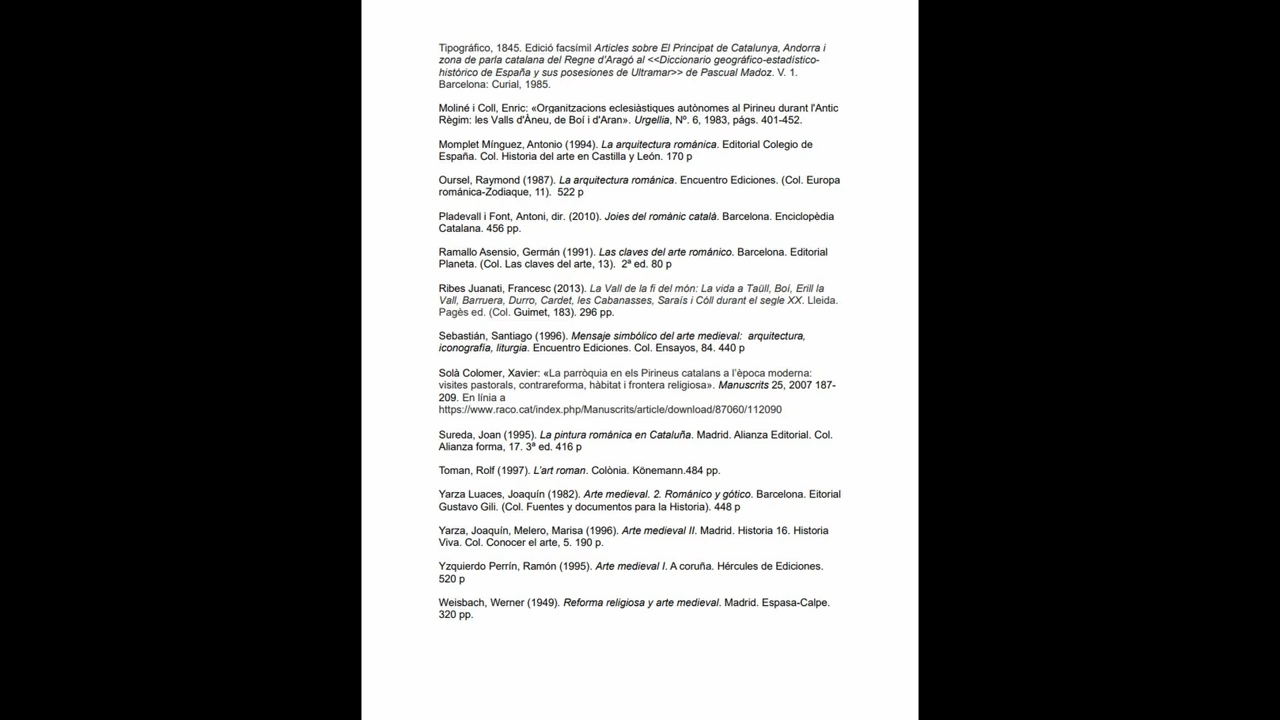 Tipográfico, 1845. Edició facsímil Articles sobre El Principat de Catalunya, Andorra i
zona de parla catalana del Regne d'Aragó al <<Diccionario geográfico-estadístico-
histórico de España y sus posesiones de Ultramar>> de Pascual Madoz. V. 1.
Barcelona: Curial, 1985.
Moliné i Coll, Enric: «Organitzacions eclesiàstiques autònomes al Pirineu durant l'Antic
Règim: les Valls d'Àneu, de Boí i d'Aran». Urgellia, Nº. 6, 1983, págs. 401-452.
Momplet Mínguez, Antonio (1994). La arquitectura románica. Editorial Colegio de
España. Col. Historia del arte en Castilla y León. 170 p
Oursel, Raymond (1987). La arquitectura románica. Encuentro Ediciones. (Col. Europa
románica-Zodiaque, 11). 522 p
Pladevall i Font, Antoni, dir. (2010). Joies del romànic català. Barcelona. Enciclopèdia
Catalana. 456 pp.
Ramallo Asensio, Germán (1991). Las claves del arte románico. Barcelona. Editorial
Planeta. (Col. Las claves del arte, 13). 2ª ed. 80 p
Ribes Juanati, Francesc (2013). La Vall de la fi del món: La vida a Taüll, Boí, Erill la
Vall, Barruera, Durro, Cardet, les Cabanasses, Saraís i Cóll durant el segle XX. Lleida.
Pagès ed. (Col. Guimet, 183). 296 pp.
Sebastián, Santiago (1996). Mensaje simbólico del arte medieval: arquitectura,
iconografía, liturgia. Encuentro Ediciones. Col. Ensayos, 84. 440 p
Solà Colomer, Xavier: «La parròquia en els Pirineus catalans a l'època moderna:
visites pastorals, contrareforma, hàbitat i frontera religiosa». Manuscrits 25, 2007 187-
209. En línia a
https://www.raco.cat/index.php/Manuscrits/article/download/87060/112090
Sureda, Joan (1995). La pintura románica en Cataluña. Madrid. Alianza Editorial. Col.
Alianza forma, 17. 3ª ed. 416 p
Toman, Rolf (1997). L'art roman. Colònia. Könemann.484 pp.
Yarza Luaces, Joaquín (1982). Arte medieval. 2. Románico y gótico. Barcelona. Eitorial
Gustavo Gili. (Col. Fuentes y documentos para la Historia). 448 p
Yarza, Joaquín, Melero, Marisa (1996). Arte medieval II. Madrid. Historia 16. Historia
Viva. Col. Conocer el arte, 5. 190 p.
Yzquierdo Perrín, Ramón (1995). Arte medieval I. A coruña. Hércules de Ediciones.
520 p
Weisbach, Werner (1949). Reforma religiosa y arte medieval. Madrid. Espasa-Calpe.
320 pp.